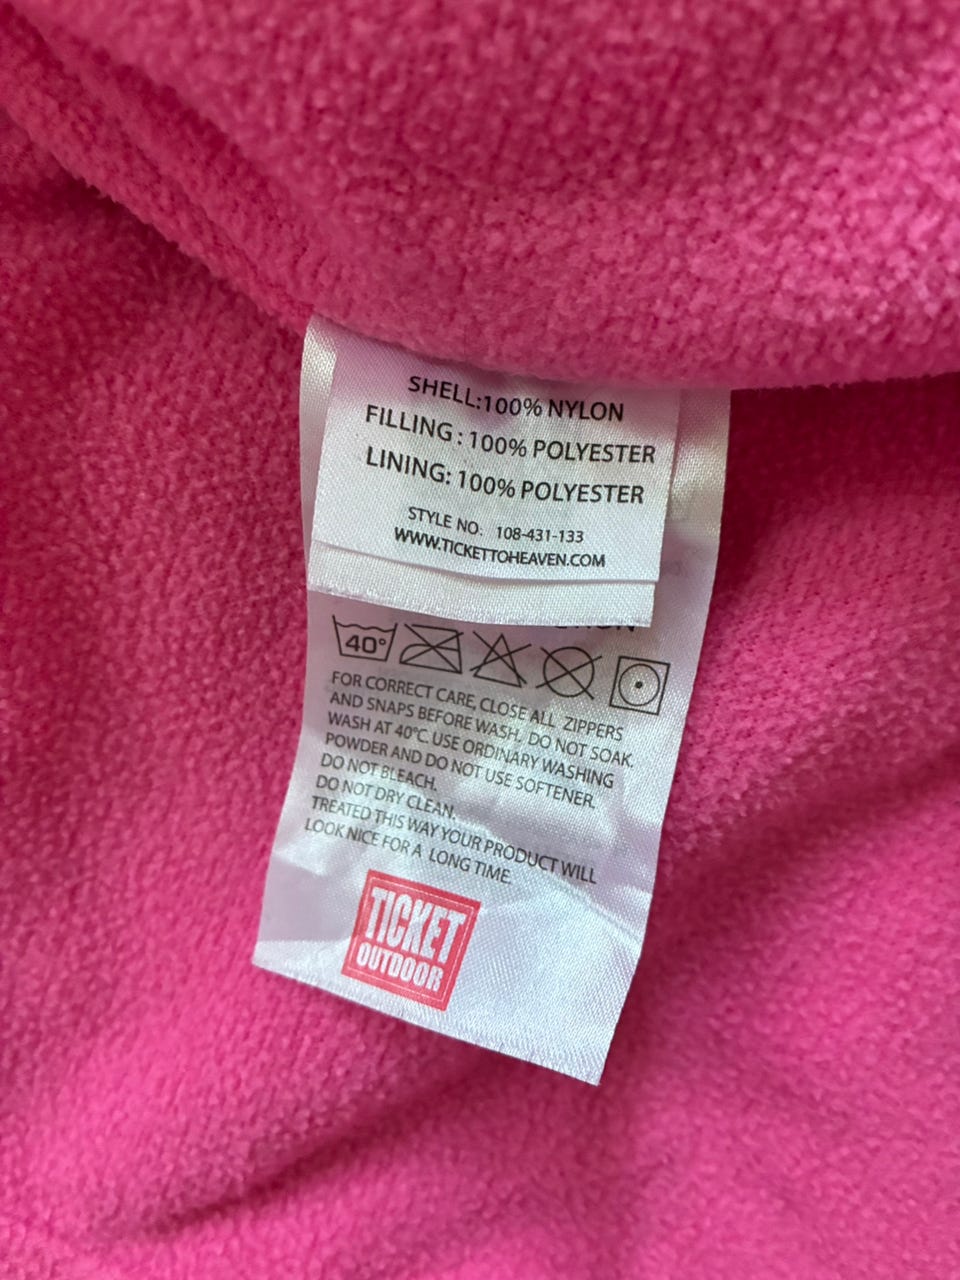 SHELL:100% NYLON
FILLING : 100% POLYESTER
LINING: 100% POLYESTER
STYLE NO. 108-431-133
WWW.TICKETTOHEAVEN.COM
40°
FOR CORRECT CARE, CLOSE ALL ZIPPERS
AND SNAPS BEFORE WASH. DO NOT SOAK.
WASH AT 40°C. USE ORDINARY WASHING
POWDER AND DO NOT USE SOFTENER.
DO NOT BLEACH.
DO NOT DRY CLEAN.
TREATED THIS WAY YOUR PRODUCT WILL
LOOK NICE FOR A LONG TIME.
TICKET
OUTDOOR